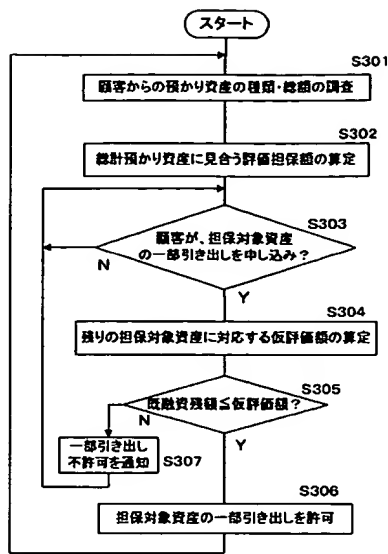 スタート
S301
顧客からの預かり資産の種類・総額の調査
S302
総計預かり資産に見合う評価担保額の算定
S303
顧客が、担保対象資産
の一部引き出しを申し込み？
N
Y
S304
残りの担保対象資産に対応する仮評価額の算定
S305
既融資残額≦仮評価額？
N
Y
一部引き出し
不許可を通知
S307
S306
担保対象資産の一部引き出しを許可